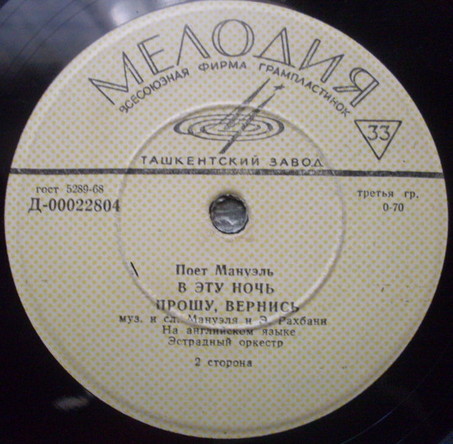 МЕЛОДИЯ
ВСЕСОЮЗНАЯ ФИРМА ГРАМПЛАСТИНОК
33
ТАШКЕНТСКИЙ ЗАВОД
гост 5289-68
Д-00022804
третья гр.
0-70
Поет Мануэль
В ЭТУ НОЧЬ
ПРОШУ, ВЕРНИСЬ
муз. и сл. Мануэля и Э. Рахбани
На английском языке
Эстрадный оркестр
2 сторона